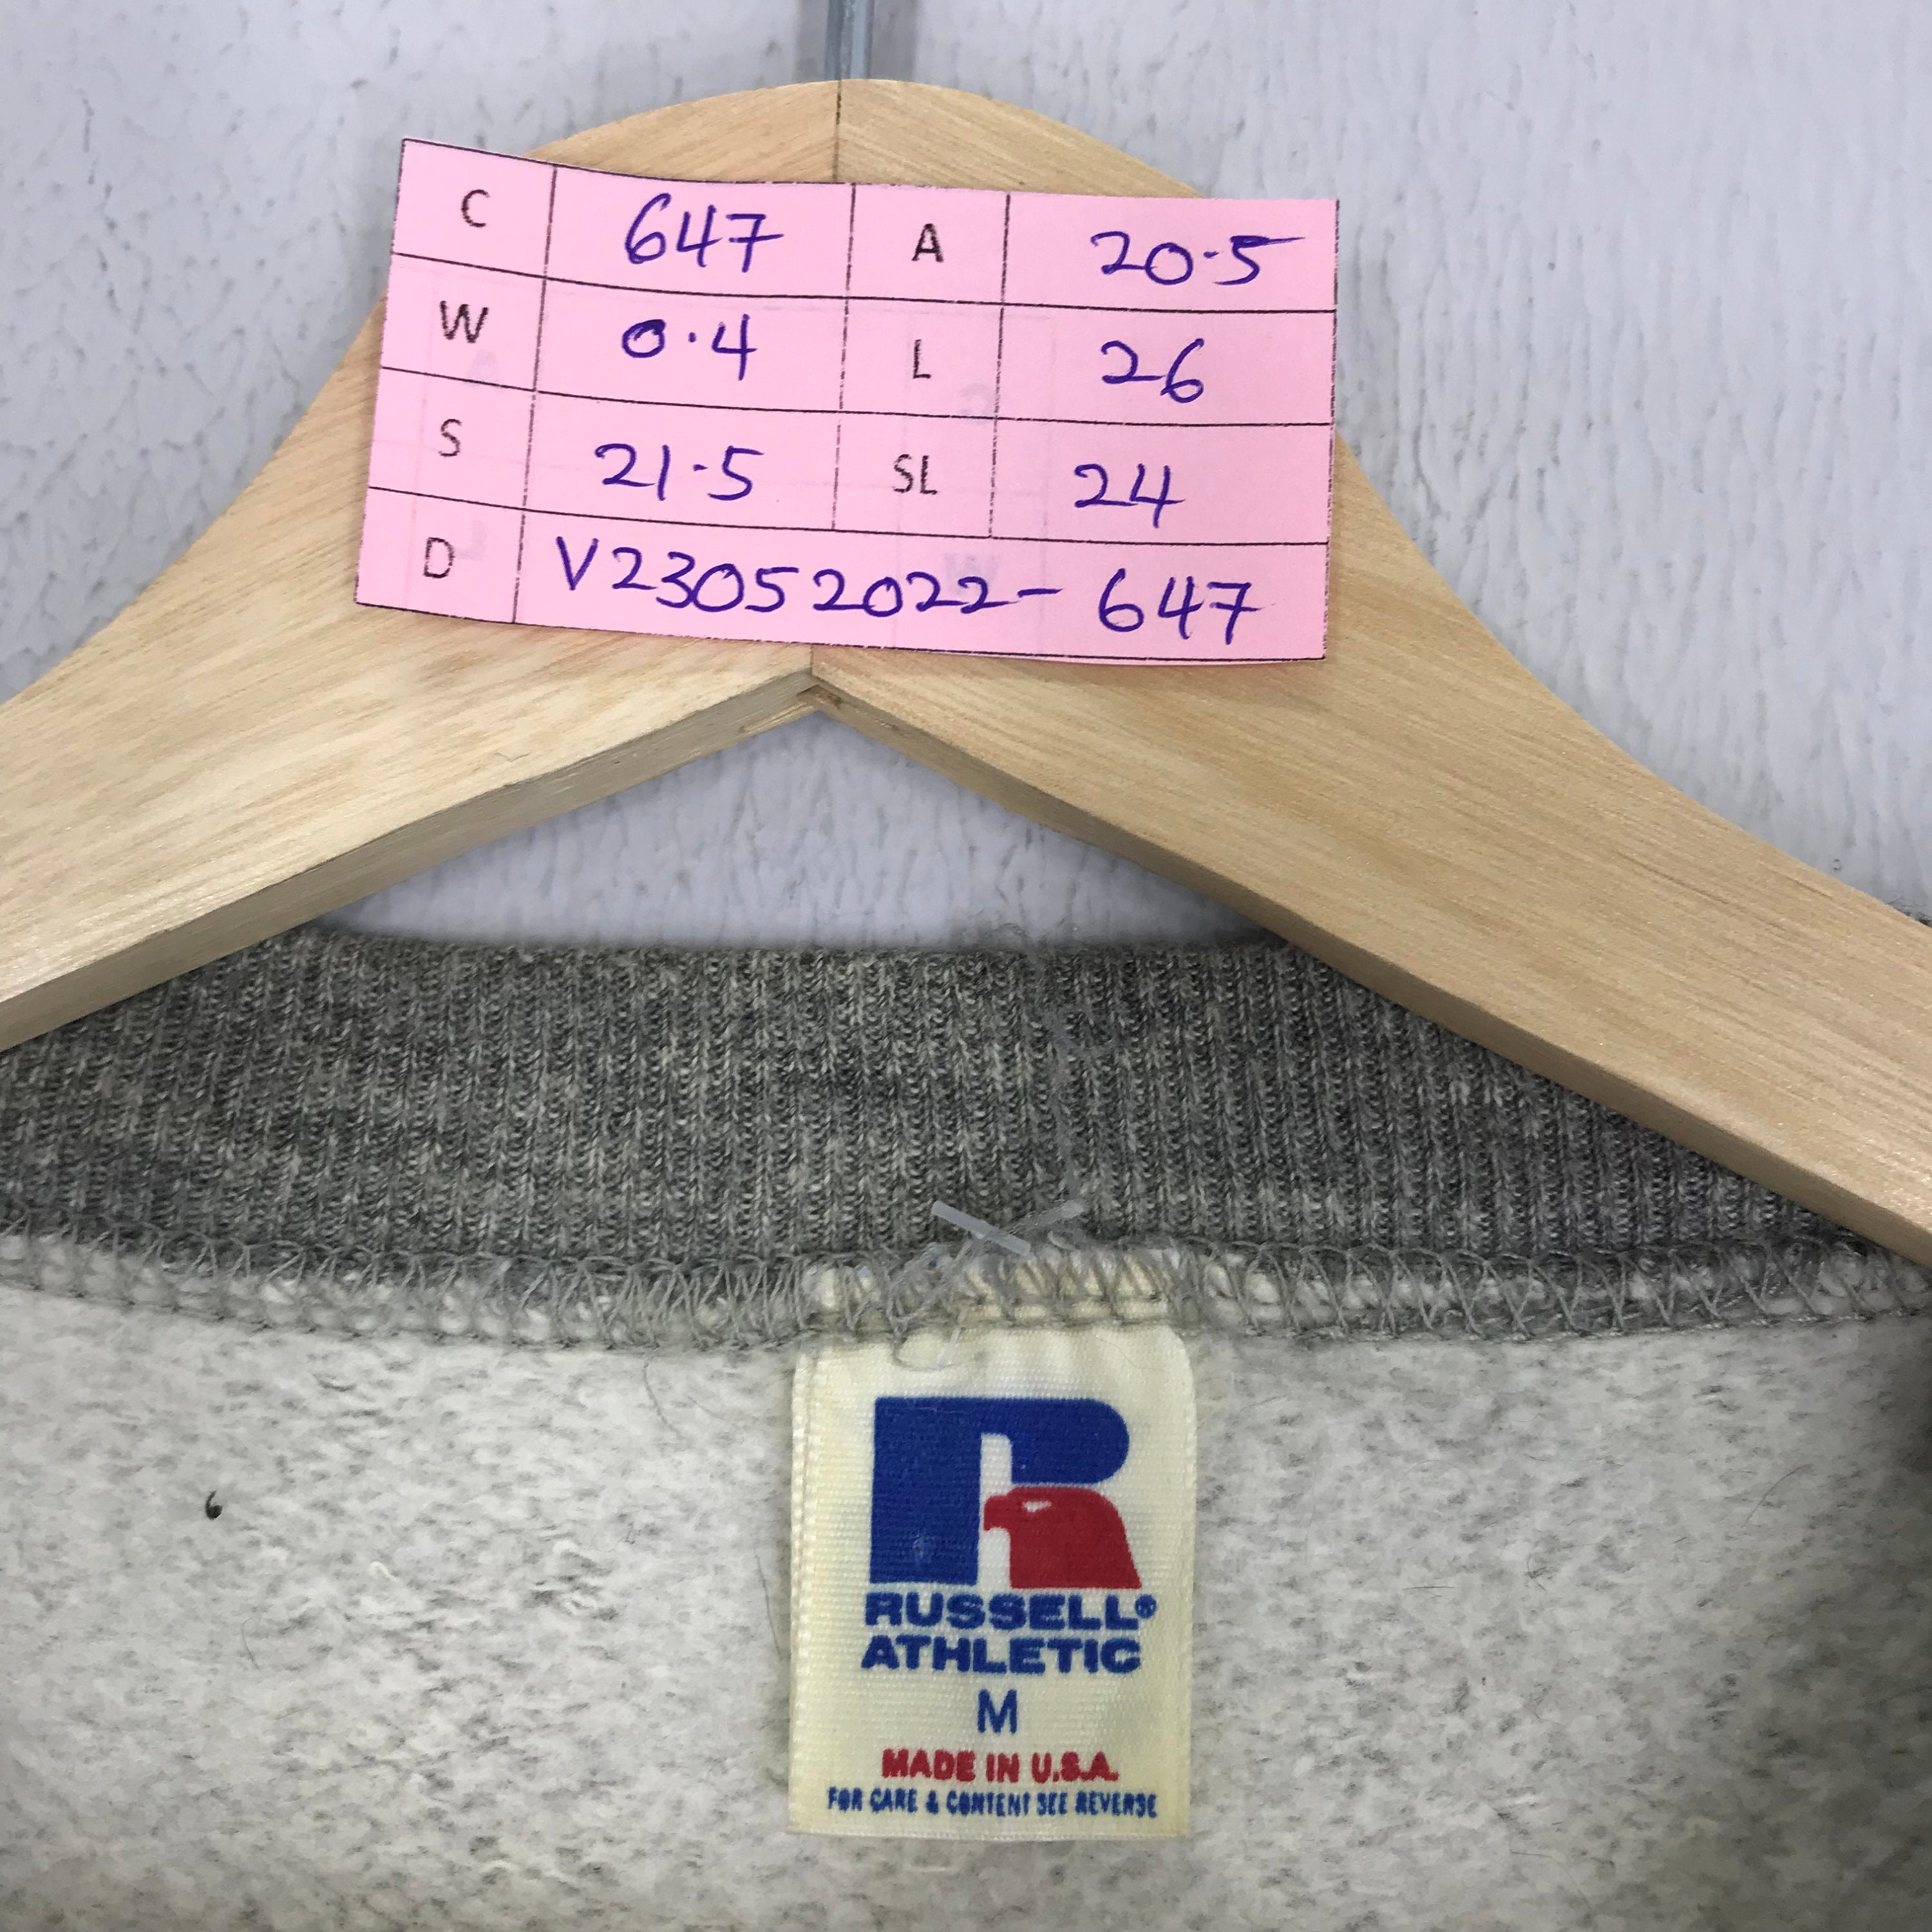 C 647 A 20.5
W 0.4 L 26
S 21.5 SL 24
D V23052022-647
RUSSELL®
ATHLETIC
M
MADE IN U.S.A.
FOR CARE & CONTENT SEE REVERSE